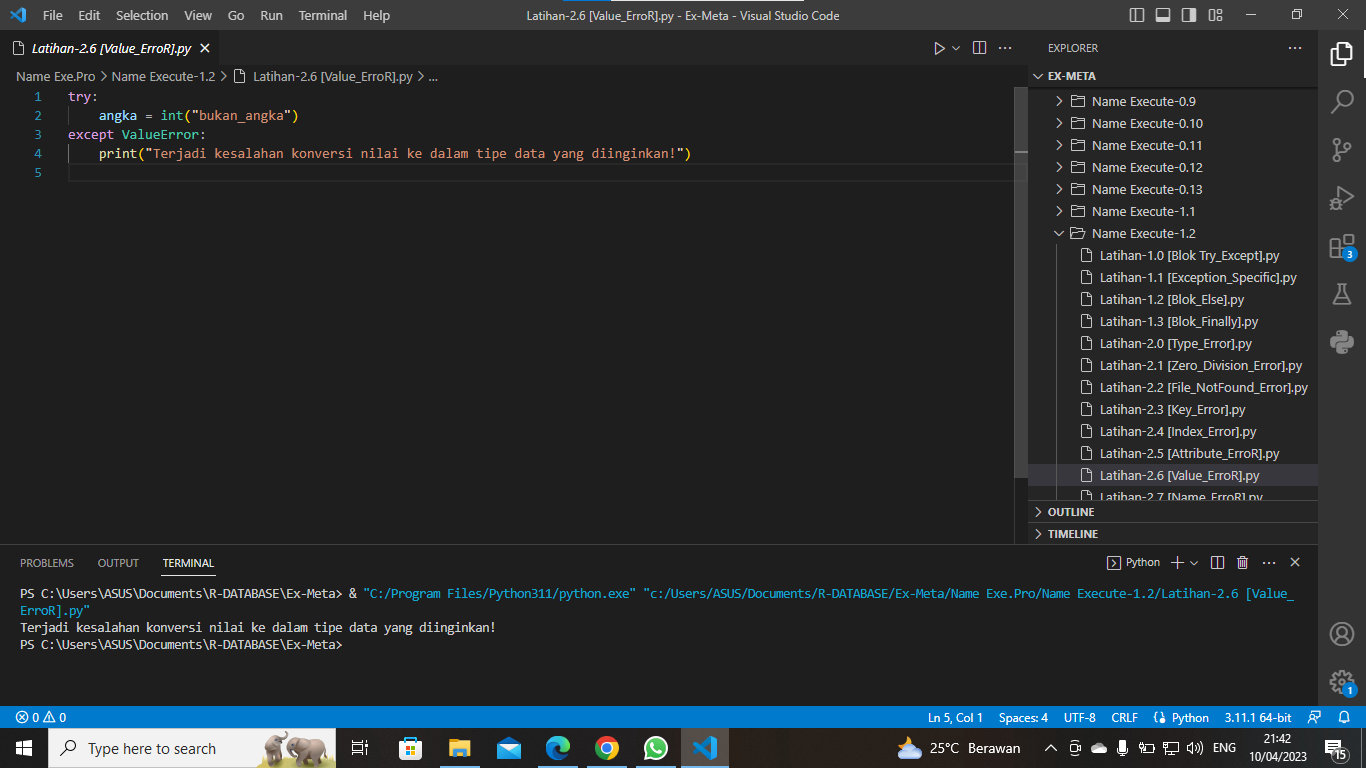 File Edit Selection View Go Run Terminal Help
Latihan-2.6 [Value_ErroR].py - Ex-Meta - Visual Studio Code
Latihan-2.6 [Value_ErroR].py
Name Exe.Pro > Name Execute-1.2 > Latihan-2.6 [Value_ErroR].py > ...
1 try:
2 angka = int("bukan_angka")
3 except ValueError:
4 print("Terjadi kesalahan konversi nilai ke dalam tipe data yang diinginkan!")
5
EXPLORER
EX-META
Name Execute-0.9
Name Execute-0.10
Name Execute-0.11
Name Execute-0.12
Name Execute-0.13
Name Execute-1.1
Name Execute-1.2
Latihan-1.0 [Blok Try_Except].py
Latihan-1.1 [Exception_Specific].py
Latihan-1.2 [Blok_Else].py
Latihan-1.3 [Blok_Finally].py
Latihan-2.0 [Type_Error].py
Latihan-2.1 [Zero_Division_Error].py
Latihan-2.2 [File_NotFound_Error].py
Latihan-2.3 [Key_Error].py
Latihan-2.4 [Index_Error].py
Latihan-2.5 [Attribute_ErroR].py
Latihan-2.6 [Value_ErroR].py
Latihan-2.7 [Name_ErroR].py
OUTLINE
TIMELINE
3
1
PROBLEMS OUTPUT TERMINAL
Python
PS C:\Users\ASUS\Documents\R-DATABASE\Ex-Meta> & "C:/Program Files/Python311/python.exe" "c:/Users/ASUS/Documents/R-DATABASE/Ex-Meta/Name Exe.Pro/Name Execute-1.2/Latihan-2.6 [Value_
ErroR].py"
Terjadi kesalahan konversi nilai ke dalam tipe data yang diinginkan!
PS C:\Users\ASUS\Documents\R-DATABASE\Ex-Meta>
0 0
Ln 5, Col 1 Spaces: 4 UTF-8 CRLF Python 3.11.1 64-bit
Type here to search
25°C Berawan
ENG
21:42
10/04/2023
15